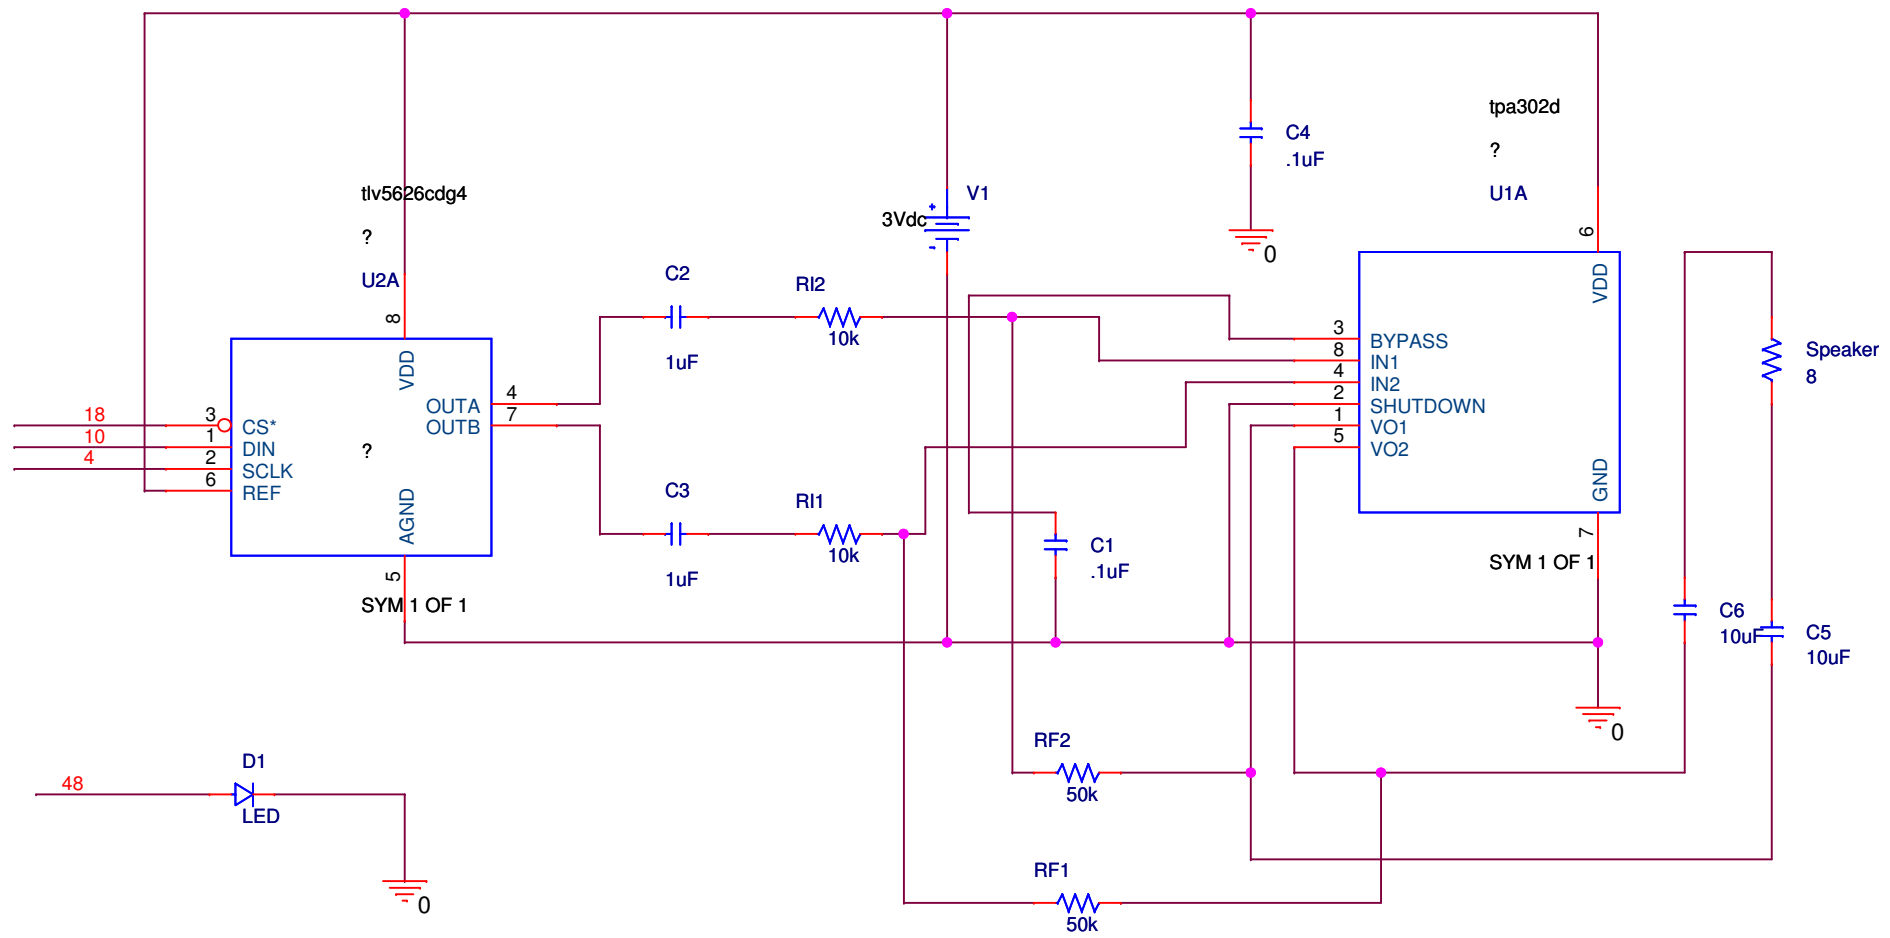 tpa302d
?
U1A
C4
.1uF
0
tlv5626cdg4
?
U2A
V1
3Vdc
+
-
6
VDD
8
VDD
C2
1uF
RI2
10k
3
BYPASS
8
IN1
4
IN2
2
SHUTDOWN
1
VO1
5
VO2
Speaker
8
4
OUTA
7
OUTB
18
3
CS*
10
1
DIN
4
2
SCLK
6
REF
?
AGND
5
SYM 1 OF 1
C3
1uF
RI1
10k
C1
.1uF
GND
7
SYM 1 OF 1
C6
10uF
C5
10uF
0
RF2
50k
D1
48
LED
0
RF1
50k